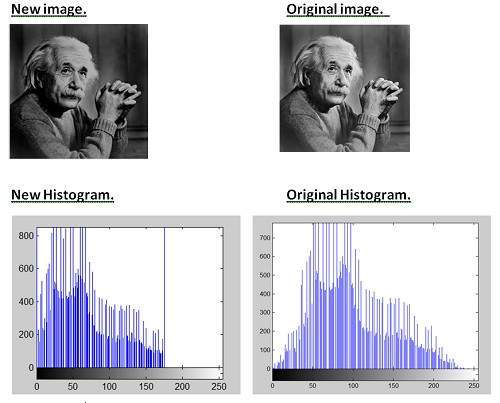 New image.
Original image.
New Histogram.
Original Histogram.
800
600
400
200
0
0 50 100 150 200 250
700
600
500
400
300
200
100
0
0 50 100 150 200 250